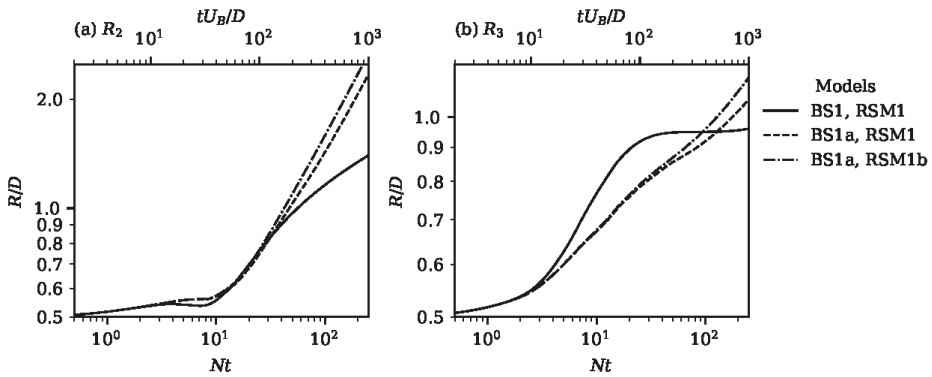 tU_B/D
tU_B/D
(a) R₂
10¹
10²
10³
(b) R₃
10¹
10²
10³
2.0
1.0
0.9
0.8
0.7
0.6
0.5
R/D
10⁰
10¹
10²
Nt
1.0
0.9
0.8
0.7
0.6
0.5
R/D
10⁰
10¹
10²
Nt
Models
BS1, RSM1
BS1a, RSM1
BS1a, RSM1b